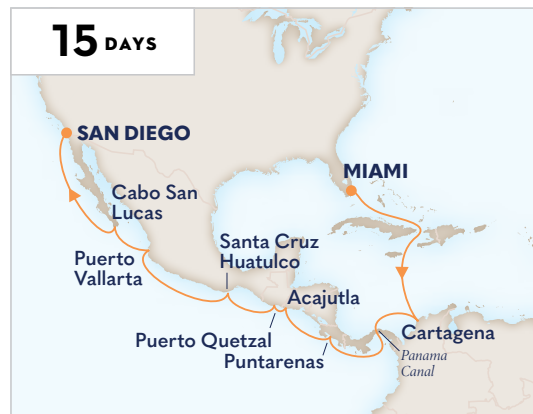 15 DAYS
SAN DIEGO
MIAMI
Cabo San
Lucas
Puerto
Vallarta
Santa Cruz
Huatulco
Acajutla
Puerto Quetzal
Puntarenas
Cartagena
Panama
Canal